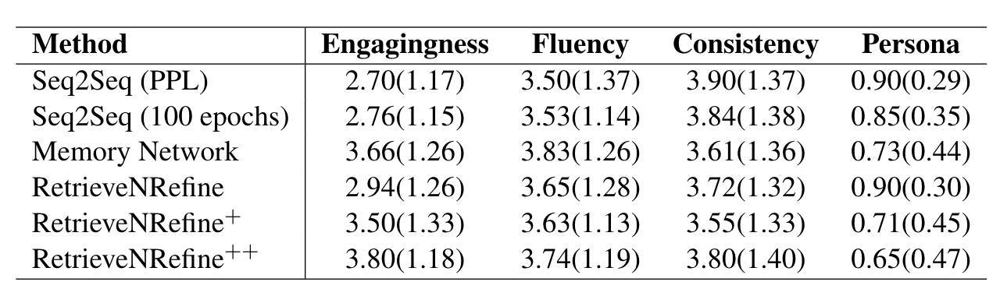 Method Engagingness Fluency Consistency Persona
Seq2Seq (PPL) 2.70(1.17) 3.50(1.37) 3.90(1.37) 0.90(0.29)
Seq2Seq (100 epochs) 2.76(1.15) 3.53(1.14) 3.84(1.38) 0.85(0.35)
Memory Network 3.66(1.26) 3.83(1.26) 3.61(1.36) 0.73(0.44)
RetrieveNRefine 2.94(1.26) 3.65(1.28) 3.72(1.32) 0.90(0.30)
RetrieveNRefine⁺ 3.50(1.33) 3.63(1.13) 3.55(1.33) 0.71(0.45)
RetrieveNRefine⁺⁺ 3.80(1.18) 3.74(1.19) 3.80(1.40) 0.65(0.47)